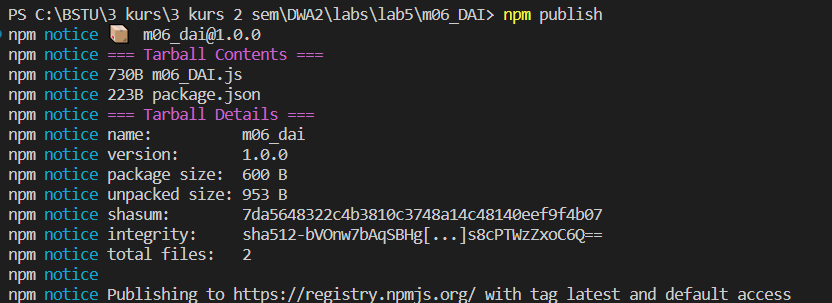 PS C:\BSTU\3 kurs\3 kurs 2 sem\DWA2\labs\lab5\m06_DAI> npm publish
npm notice 📦 m06_dai@1.0.0
npm notice === Tarball Contents ===
npm notice 730B m06_DAI.js
npm notice 223B package.json
npm notice === Tarball Details ===
npm notice name: m06_dai
npm notice version: 1.0.0
npm notice package size: 600 B
npm notice unpacked size: 953 B
npm notice shasum: 7da5648322c4b3810c3748a14c48140eef9f4b07
npm notice integrity: sha512-bVOnw7bAqSBHg[...]s8cPTWzZxoC6Q==
npm notice total files: 2
npm notice
npm notice Publishing to https://registry.npmjs.org/ with tag latest and default access